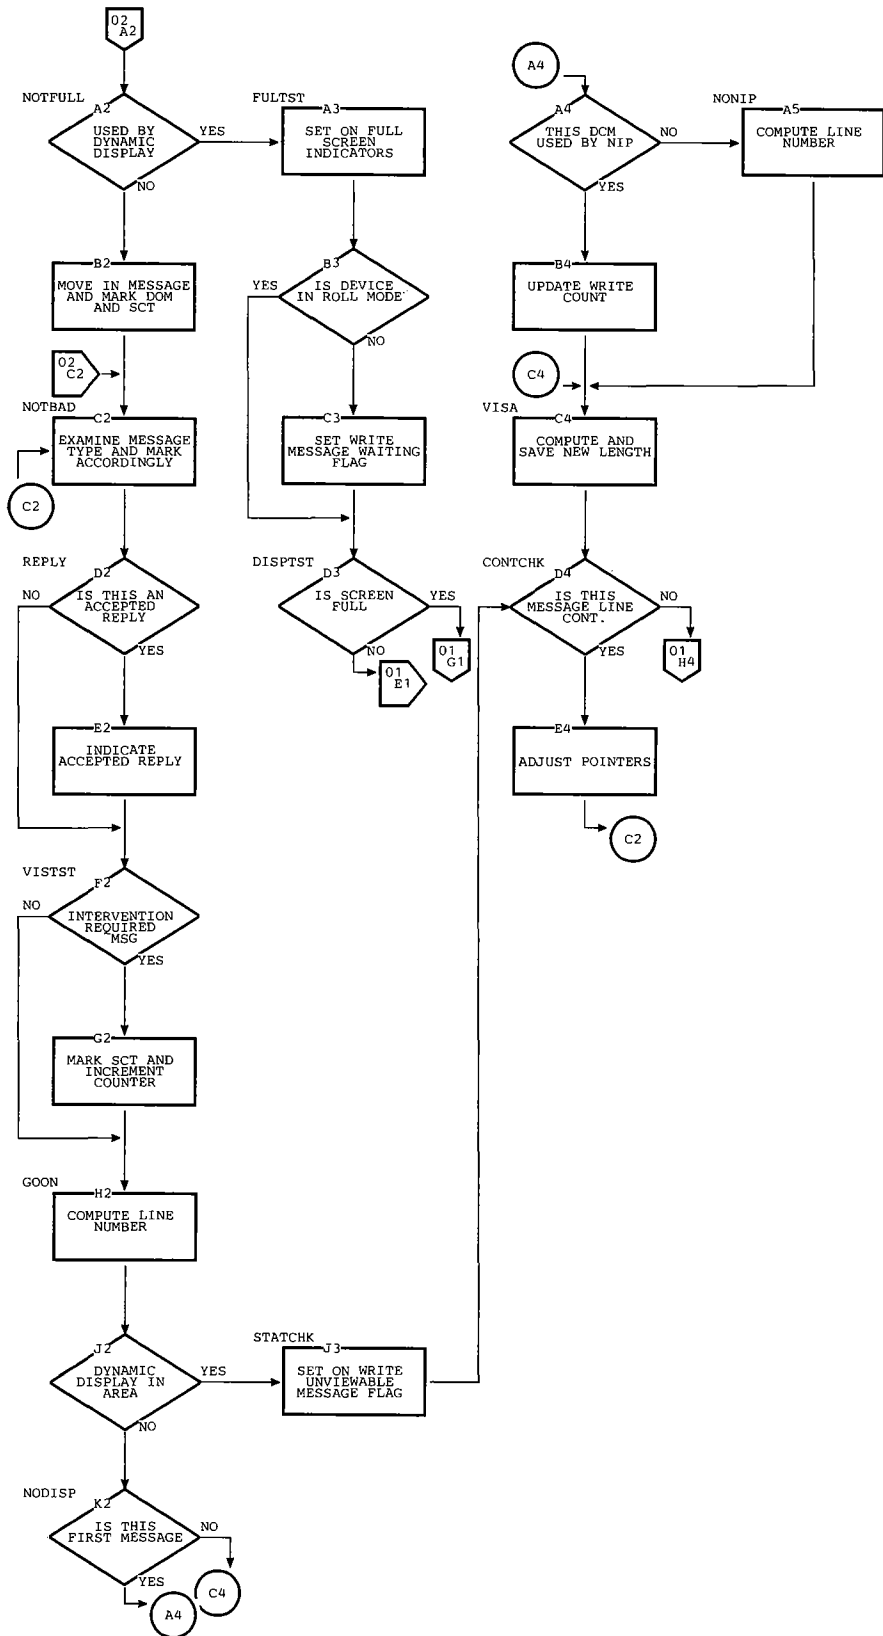 02
A2
NOTFULL
A2
USED BY
DYNAMIC
DISPLAY
YES
NO
B2
MOVE IN MESSAGE
AND MARK DOM
AND SCT
02
C2
NOTBAD
C2
EXAMINE MESSAGE
TYPE AND MARK
ACCORDINGLY
C2
REPLY
D2
IS THIS AN
ACCEPTED
REPLY
NO
YES
E2
INDICATE
ACCEPTED REPLY
VISTST
F2
INTERVENTION
REQUIRED
MSG
NO
YES
G2
MARK SCT AND
INCREMENT
COUNTER
GOON
H2
COMPUTE LINE
NUMBER
J2
DYNAMIC
DISPLAY IN
AREA
YES
NO
NODISP
K2
IS THIS
FIRST MESSAGE
NO
YES
A4
C4
FULTST
A3
SET ON FULL
SCREEN
INDICATORS
B3
IS DEVICE
IN ROLL MODE
YES
NO
C3
SET WRITE
MESSAGE WAITING
FLAG
DISPTST
D3
IS SCREEN
FULL
YES
NO
01
E1
01
G1
STATCHK
J3
SET ON WRITE
UNVIEWABLE
MESSAGE FLAG
A4
A4
THIS DCM
USED BY NIP
NO
YES
NONIP
A5
COMPUTE LINE
NUMBER
B4
UPDATE WRITE
COUNT
C4
VISA
C4
COMPUTE AND
SAVE NEW LENGTH
CONTCHK
D4
IS THIS
MESSAGE LINE
CONT.
NO
YES
01
H4
E4
ADJUST POINTERS
C2